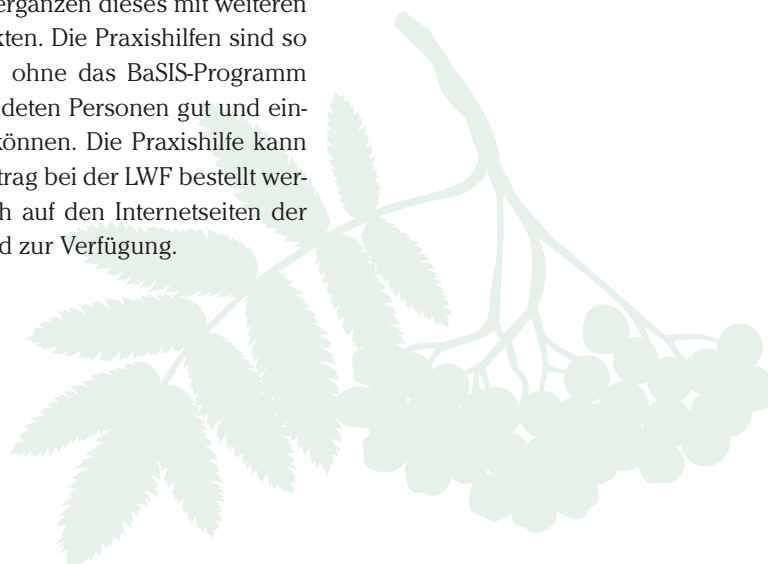 ergänzen dieses mit weiteren
kten. Die Praxishilfen sind so
ohne das BaSIS-Programm
deten Personen gut und ein-
können. Die Praxishilfe kann
trag bei der LWF bestellt wer-
h auf den Internetseiten der
d zur Verfügung.